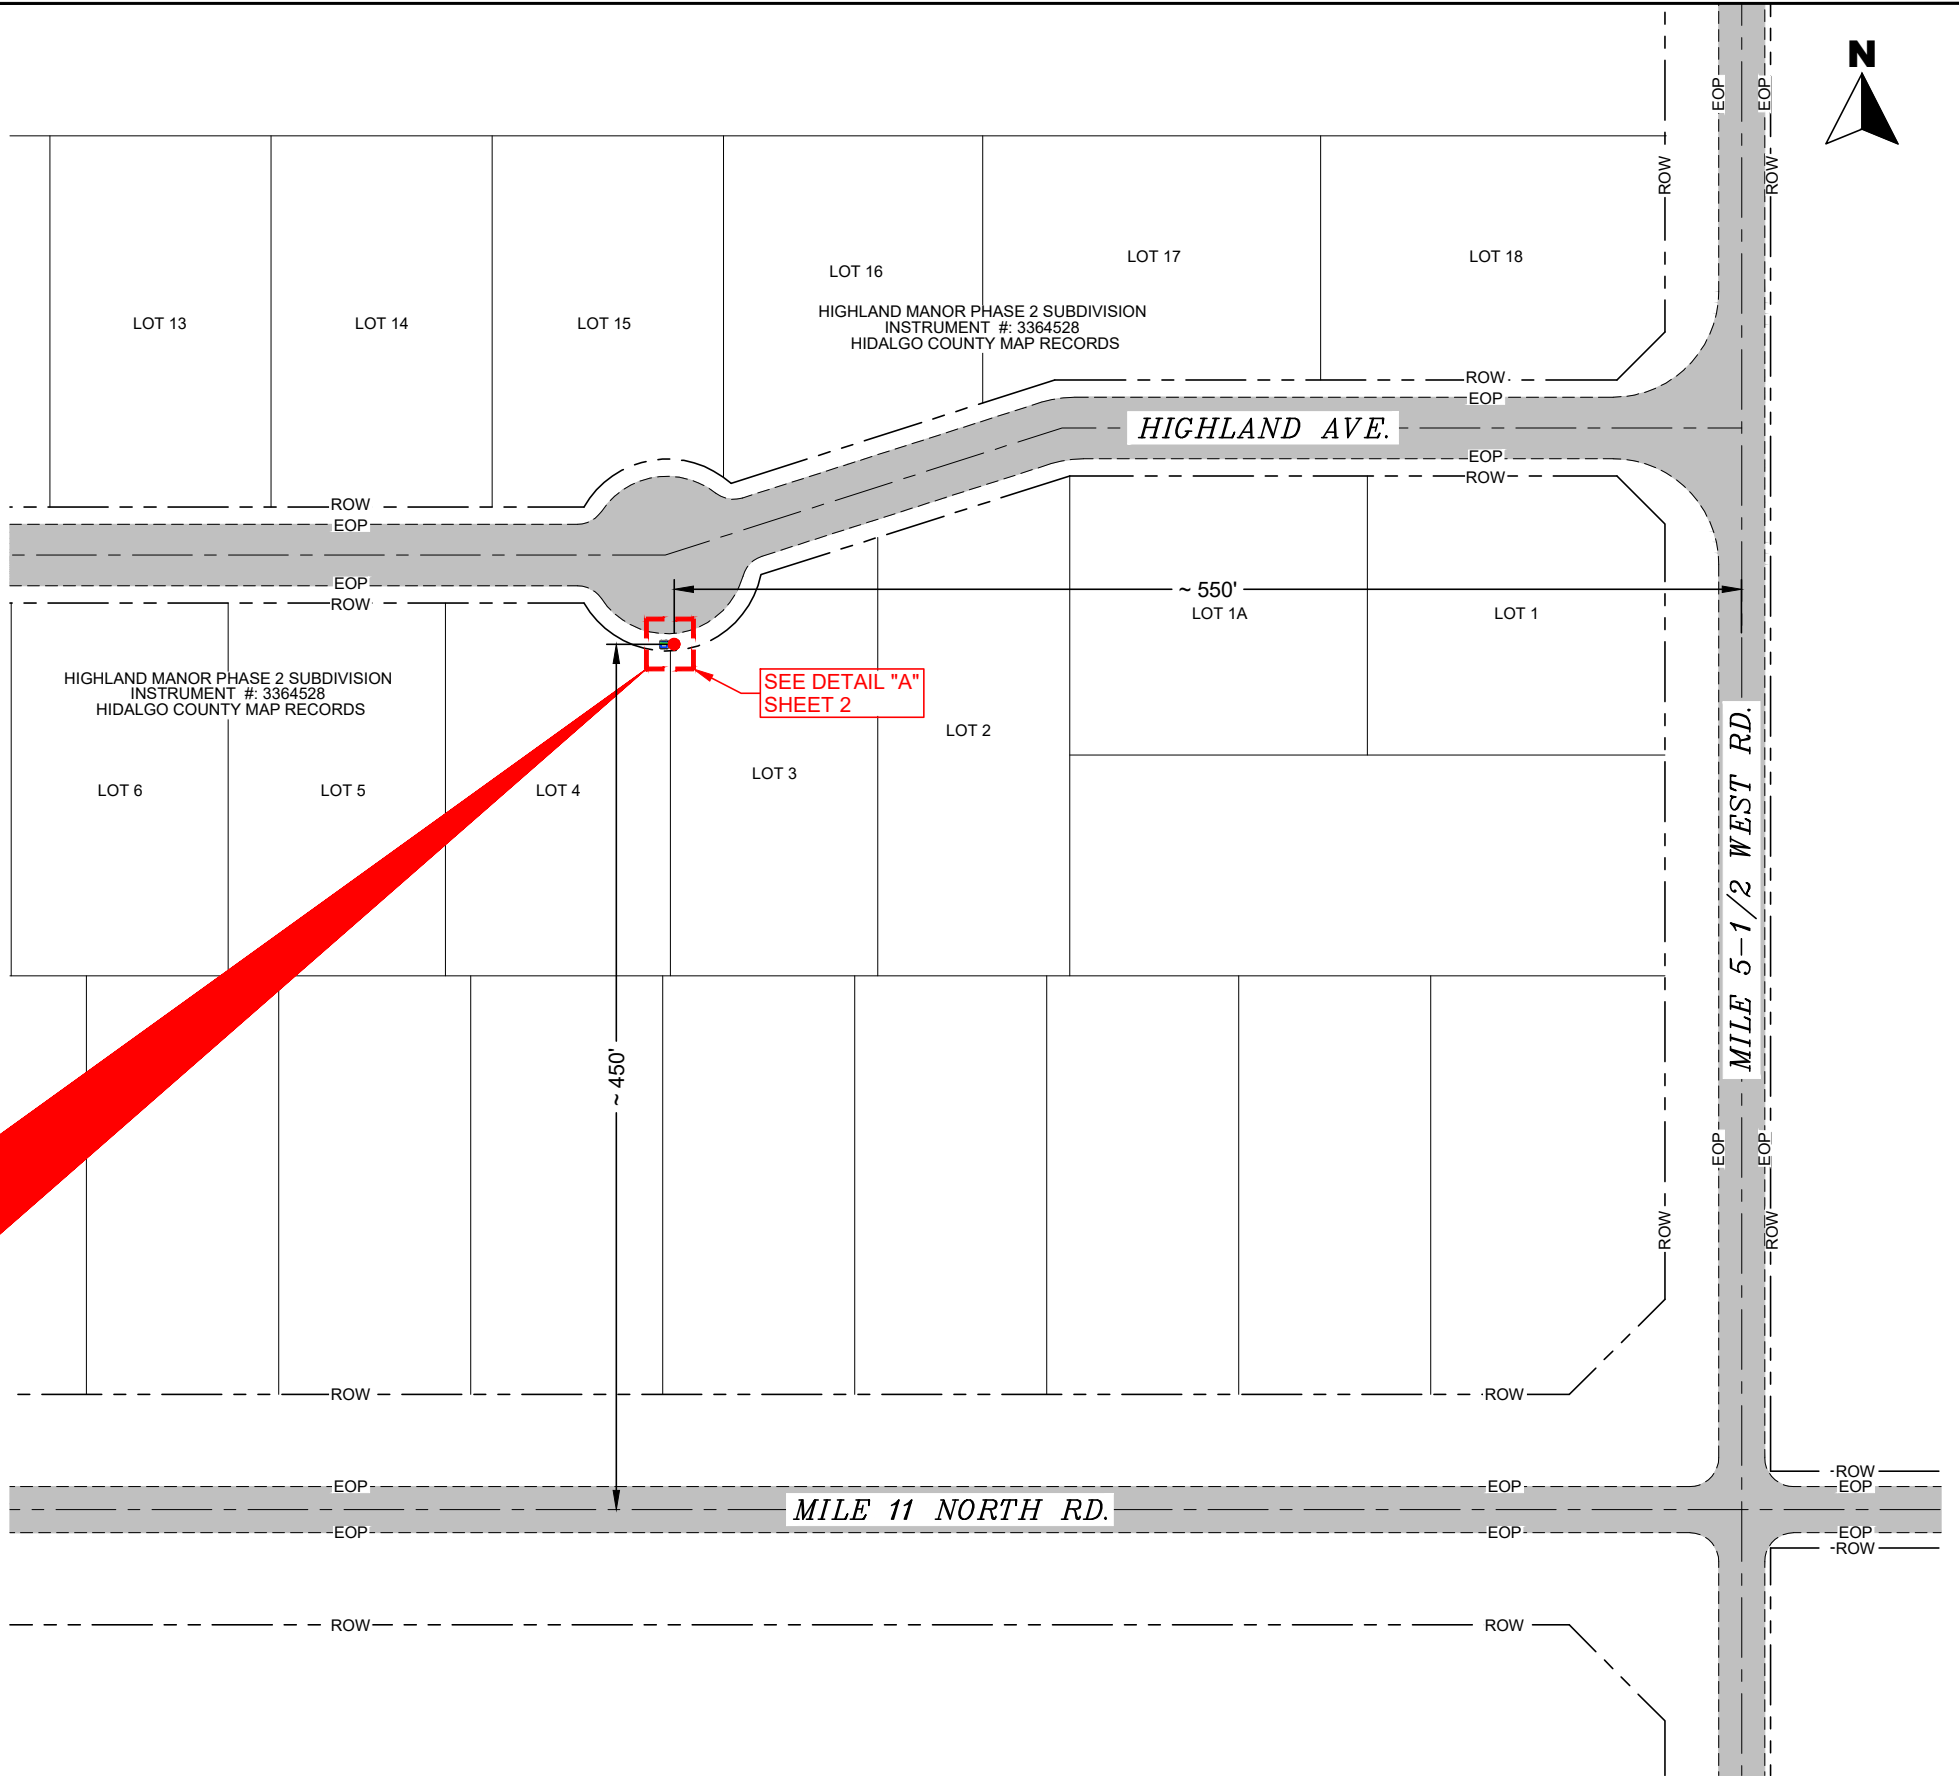 N
EOP
EOP
ROW
ROW
LOT 13
LOT 14
LOT 15
LOT 16
LOT 17
LOT 18
HIGHLAND MANOR PHASE 2 SUBDIVISION
INSTRUMENT #: 3364528
HIDALGO COUNTY MAP RECORDS
ROW
EOP
HIGHLAND AVE.
EOP
ROW
ROW
EOP
EOP
ROW
~ 550'
LOT 1A
LOT 1
HIGHLAND MANOR PHASE 2 SUBDIVISION
INSTRUMENT #: 3364528
HIDALGO COUNTY MAP RECORDS
SEE DETAIL "A"
SHEET 2
LOT 6
LOT 5
LOT 4
LOT 3
LOT 2
MILE 5-1/2 WEST RD.
~ 450'
EOP
EOP
ROW
ROW
ROW
ROW
EOP
EOP
ROW
EOP
MILE 11 NORTH RD.
EOP
EOP
EOP
ROW
ROW
ROW